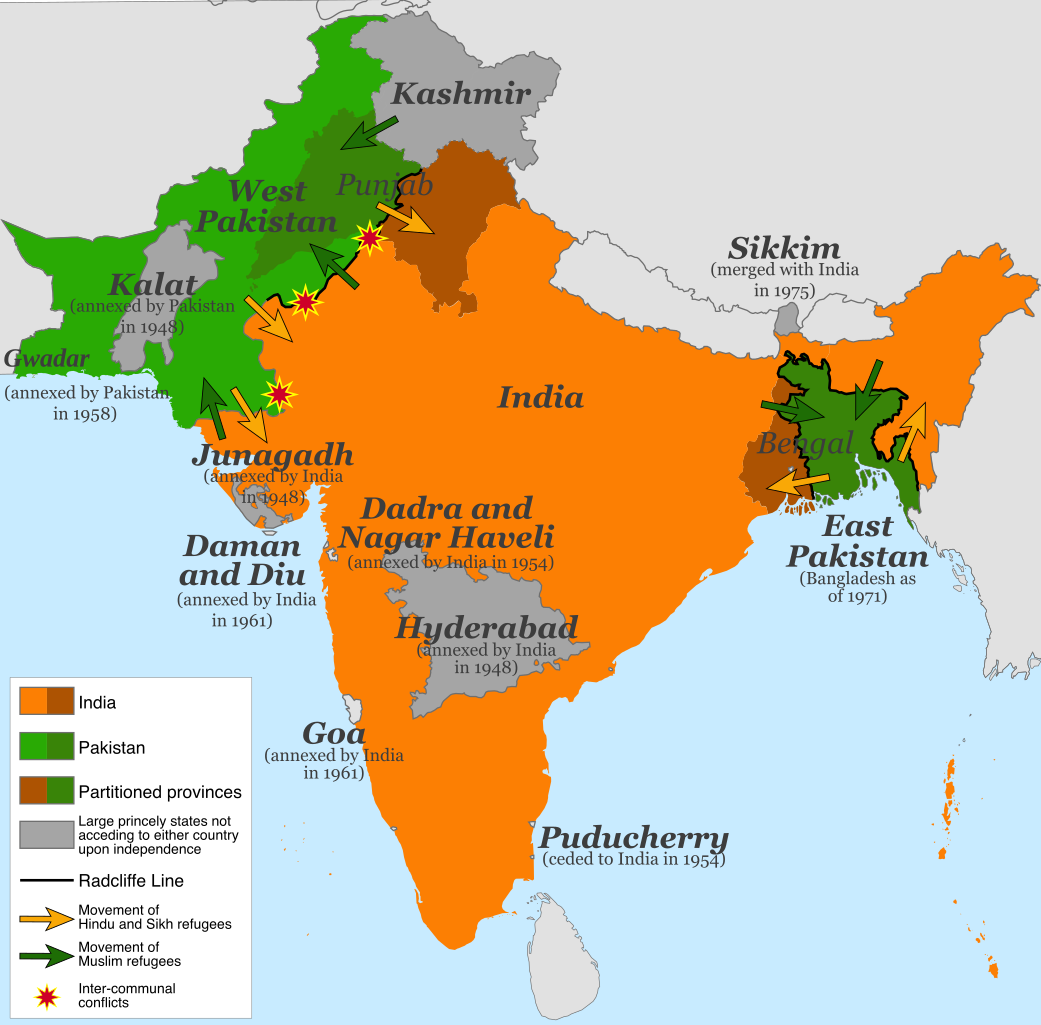 Kashmir
Punjab
West
Pakistan
Kalat
(annexed by Pakistan
in 1948)
Gwadar
(annexed by Pakistan
in 1958)
Sikkim
(merged with India
in 1975)
India
Bengal
Junagadh
(annexed by India
in 1948)
Dadra and
Nagar Haveli
(annexed by India in 1954)
Daman
and Diu
(annexed by India
in 1961)
East
Pakistan
(Bangladesh as
of 1971)
Hyderabad
(annexed by India
in 1948)
Goa
(annexed by India
in 1961)
Puducherry
(ceded to India in 1954)
India
Pakistan
Partitioned provinces
Large princely states not
acceding to either country
upon independence
Radcliffe Line
Movement of
Hindu and Sikh refugees
Movement of
Muslim refugees
Inter-communal
conflicts